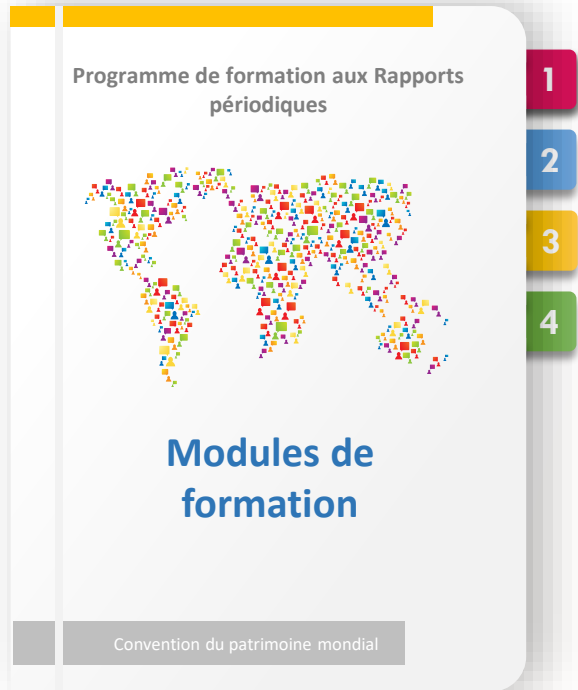 Programme de formation aux Rapports
périodiques
1
2
3
4
Modules de
formation
Convention du patrimoine mondial